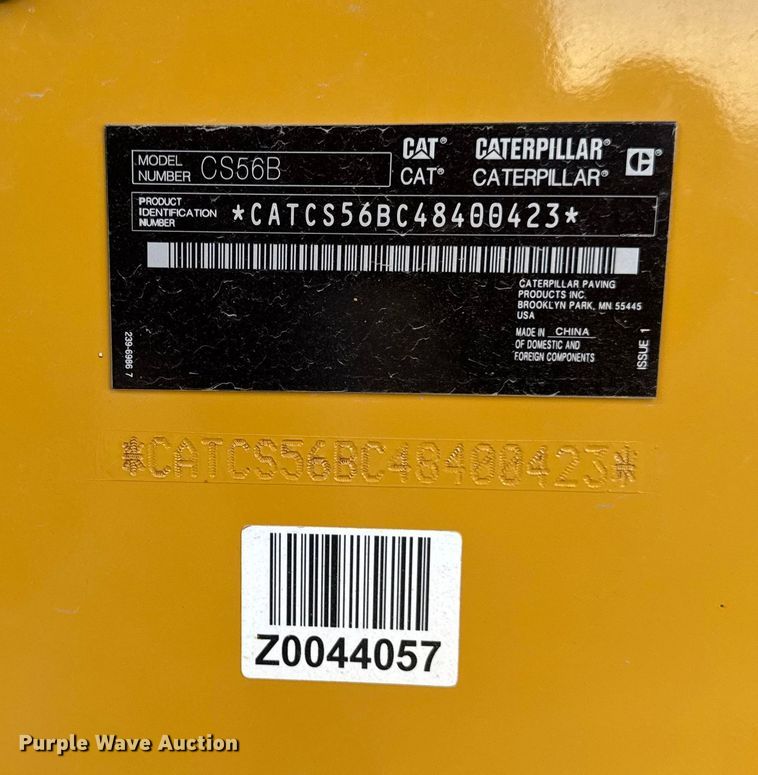 MODEL NUMBER CS56B
CAT® CATERPILLAR® C®
CAT® CATERPILLAR®
PRODUCT IDENTIFICATION NUMBER *CATCS56BC48400423*
CATERPILLAR PAVING
PRODUCTS INC.
BROOKLYN PARK, MN 55445
USA
MADE IN CHINA
OF DOMESTIC AND
FOREIGN COMPONENTS
ISSUE 1
239-6986 7
*CATCS56BC48400423*
Z0044057
Purple Wave Auction